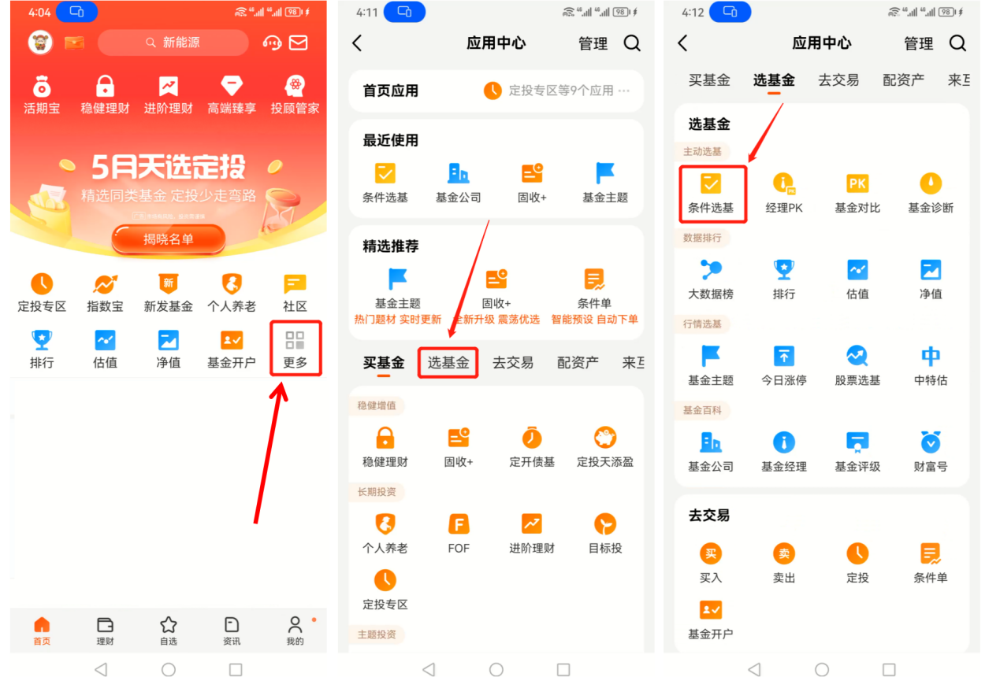 4:04
98
新能源
活期宝 稳健理财 进阶理财 高端臻享 投顾管家
5月天选定投
精选同类基金 定投少走弯路
揭晓名单
新
定投专区 指数宝 新发基金 个人养老 社区
排行 估值 净值 基金开户 更多
首页 理财 自选 资讯 我的
4:11
98
应用中心 管理
首页应用 定投专区等9个应用 ···
最近使用
条件选基 基金公司 固收+ 基金主题
精选推荐
基金主题 固收+ 条件单
热门题材 实时更新 全新升级 震荡优选 智能预设 自动下单
买基金 选基金 去交易 配资产 来互
稳健增值
稳健理财 固收+ 定开债基 定投天添盈
长期投资
F
个人养老 FOF 进阶理财 目标投
定投专区
主题投资
4:12
98
应用中心 管理
买基金 选基金 去交易 配资产 来互
选基金
主动选基
PK PK
条件选基 经理PK 基金对比 基金诊断
数据排行
大数据榜 排行 估值 净值
行情选基
中
基金主题 今日涨停 股票选基 中特估
基金百科
基金公司 基金经理 基金评级 财富号
去交易
买 卖
买入 卖出 定投 条件单
基金开户